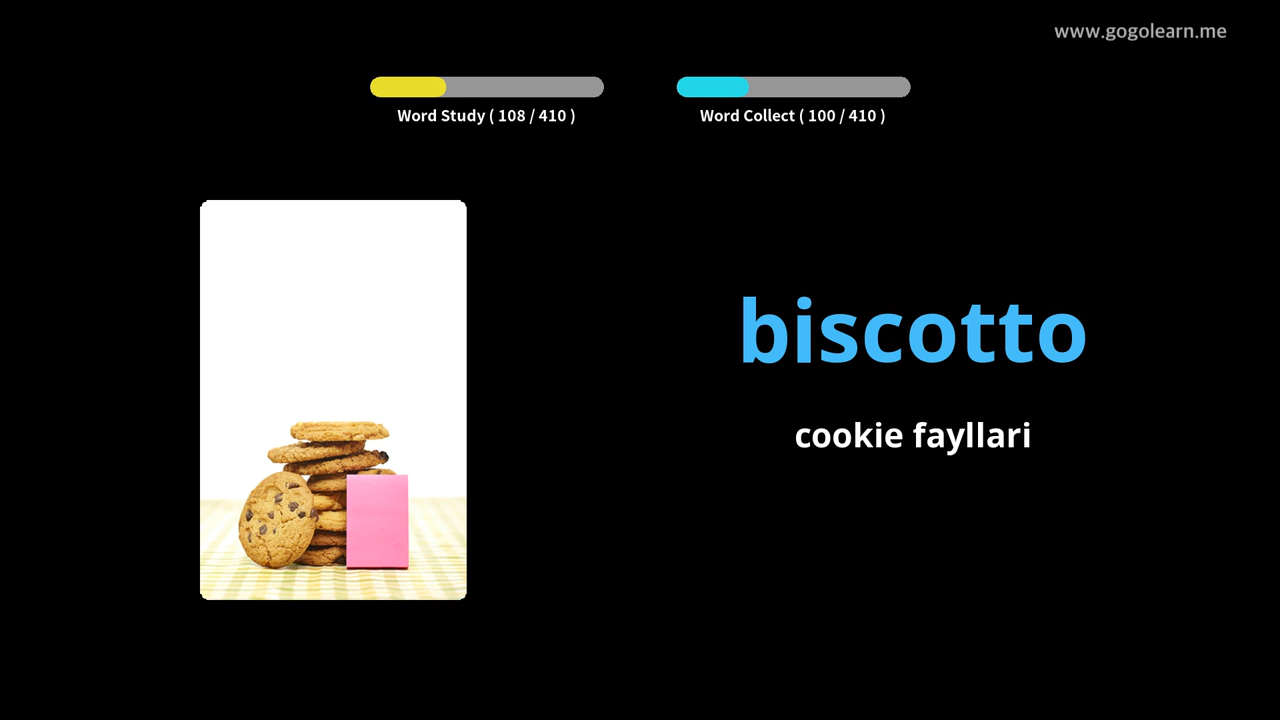 www.gogolearn.me
Word Study ( 108 / 410 )
Word Collect ( 100 / 410 )
biscotto
cookie fayllari